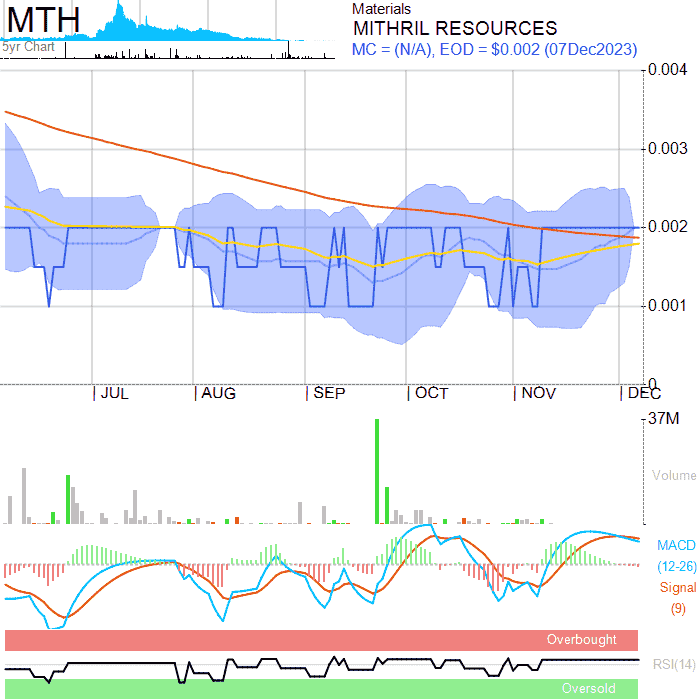 MTH
5yr Chart
Materials
MITHRIL RESOURCES
MC = (N/A), EOD = $0.002 (07Dec2023)
0.004
0.003
0.002
0.001
0
JUL AUG SEP OCT NOV DEC
37M
Volume
MACD
(12-26)
Signal
(9)
Overbought
RSI(14)
Oversold